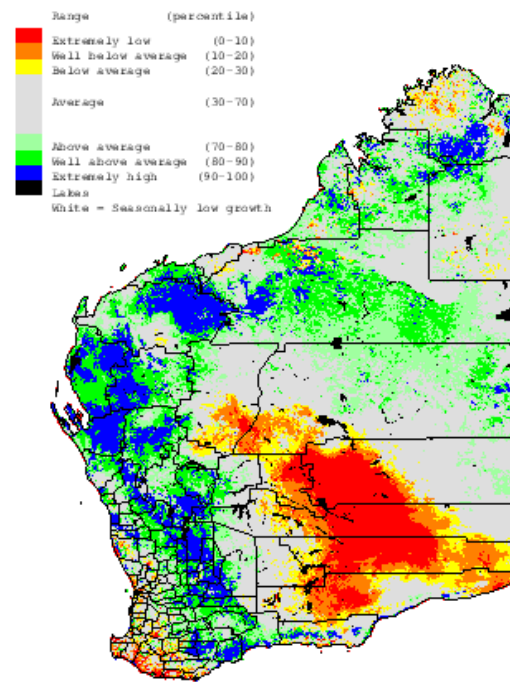 Range (percentile)
Extremely low (0-10)
Well below average (10-20)
Below average (20-30)
Average (30-70)
Above average (70-80)
Well above average (80-90)
Extremely high (90-100)
Lakes
White = Seasonally low growth